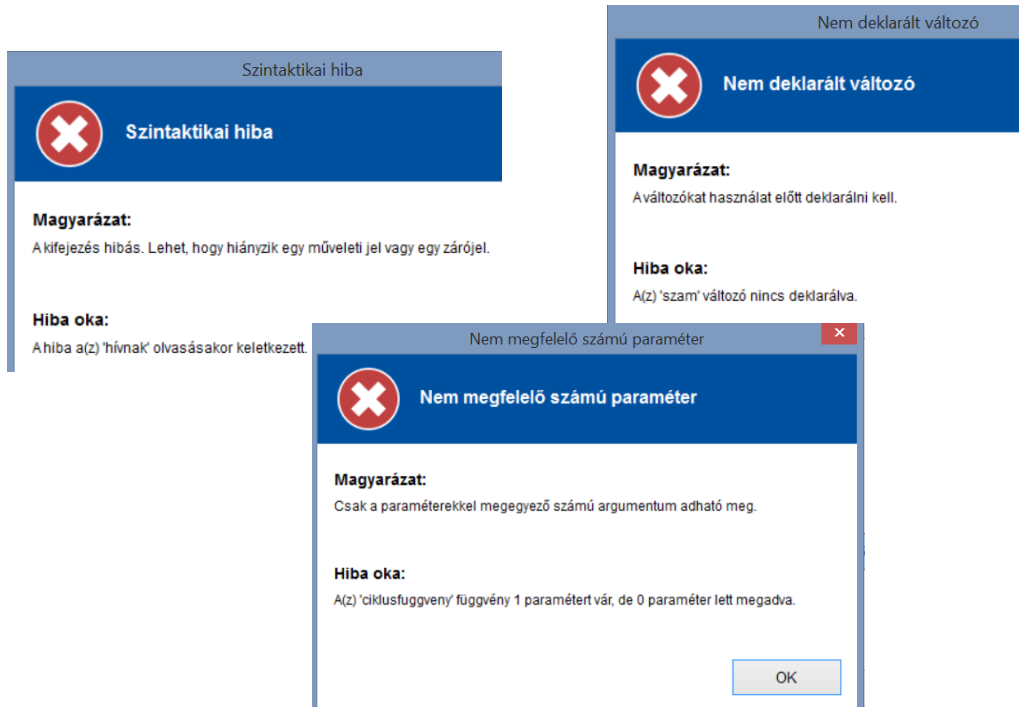 Szintaktikai hiba
Szintaktikai hiba
Magyarázat:
A kifejezés hibás. Lehet, hogy hiányzik egy műveleti jel vagy egy zárójel.
Hiba oka:
A hiba a(z) 'hívnak' olvasásakor keletkezett.
Nem deklarált változó
Nem deklarált változó
Magyarázat:
A változókat használat előtt deklarálni kell.
Hiba oka:
A(z) 'szam' változó nincs deklarálva.
Nem megfelelő számú paraméter
Nem megfelelő számú paraméter
Magyarázat:
Csak a paraméterekkel megegyező számú argumentum adható meg.
Hiba oka:
A(z) 'ciklusfuggveny' függvény 1 paramétert vár, de 0 paraméter lett megadva.
OK